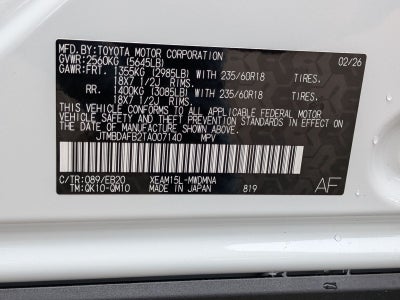 MFD.BY:TOYOTA MOTOR CORPORATION 02/26
GVWR:2560KG (5645LB)
GAWR:FRT. 1355KG (2985LB) WITH 235/60R18 TIRES.
18X7 1/2J RIMS.
RR. 1400KG (3085LB) WITH 235/60R18 TIRES.
18X7 1/2J RIMS.
THIS VEHICLE CONFORMS TO ALL APPLICABLE FEDERAL MOTOR
VEHICLE SAFETY AND BUMPER STANDARDS IN EFFECT ON THE
DATE OF MANUFACTURE SHOWN ABOVE.
JTMBDAFB2TA007140 MPV
C/TR:089/EB20 XEAM15L-MWDMNA
TM:QK10-QM10 MADE IN JAPAN 819 AF